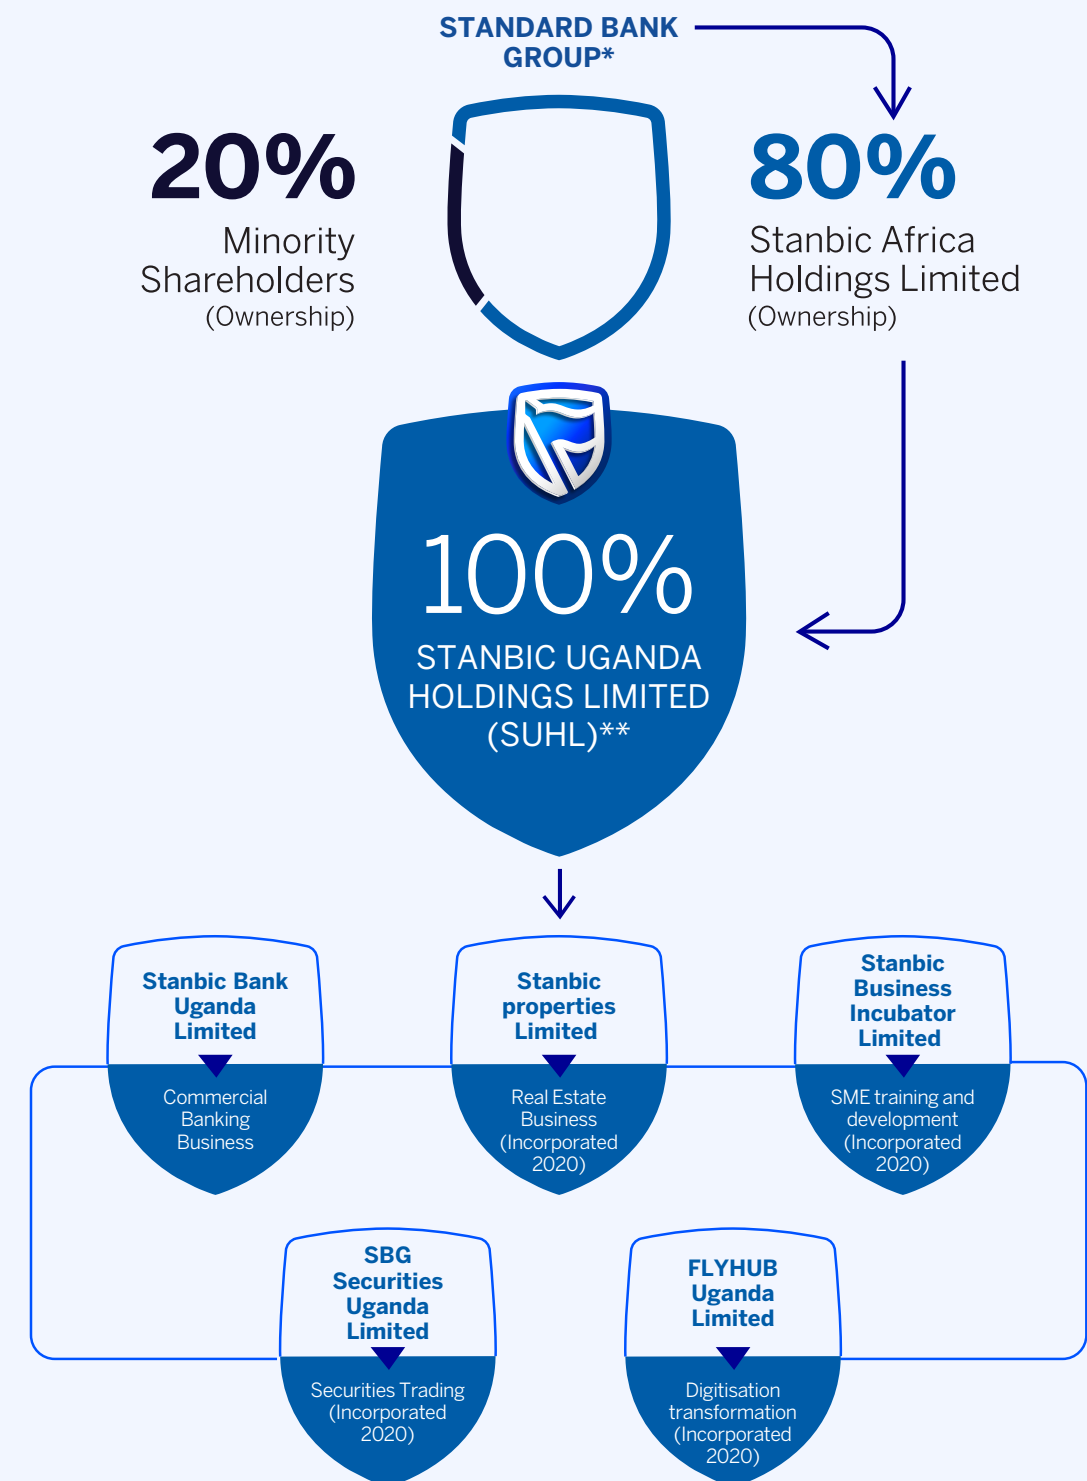 STANDARD BANK
GROUP*
20%
Minority
Shareholders
(Ownership)
80%
Stanbic Africa
Holdings Limited
(Ownership)
100%
STANBIC UGANDA
HOLDINGS LIMITED
(SUHL)**
Stanbic Bank
Uganda
Limited
Commercial
Banking
Business
Stanbic
properties
Limited
Real Estate
Business
(Incorporated
2020)
Stanbic
Business
Incubator
Limited
SME training and
development
(Incorporated
2020)
SBG
Securities
Uganda
Limited
Securities Trading
(Incorporated
2020)
FLYHUB
Uganda
Limited
Digitisation
transformation
(Incorporated
2020)